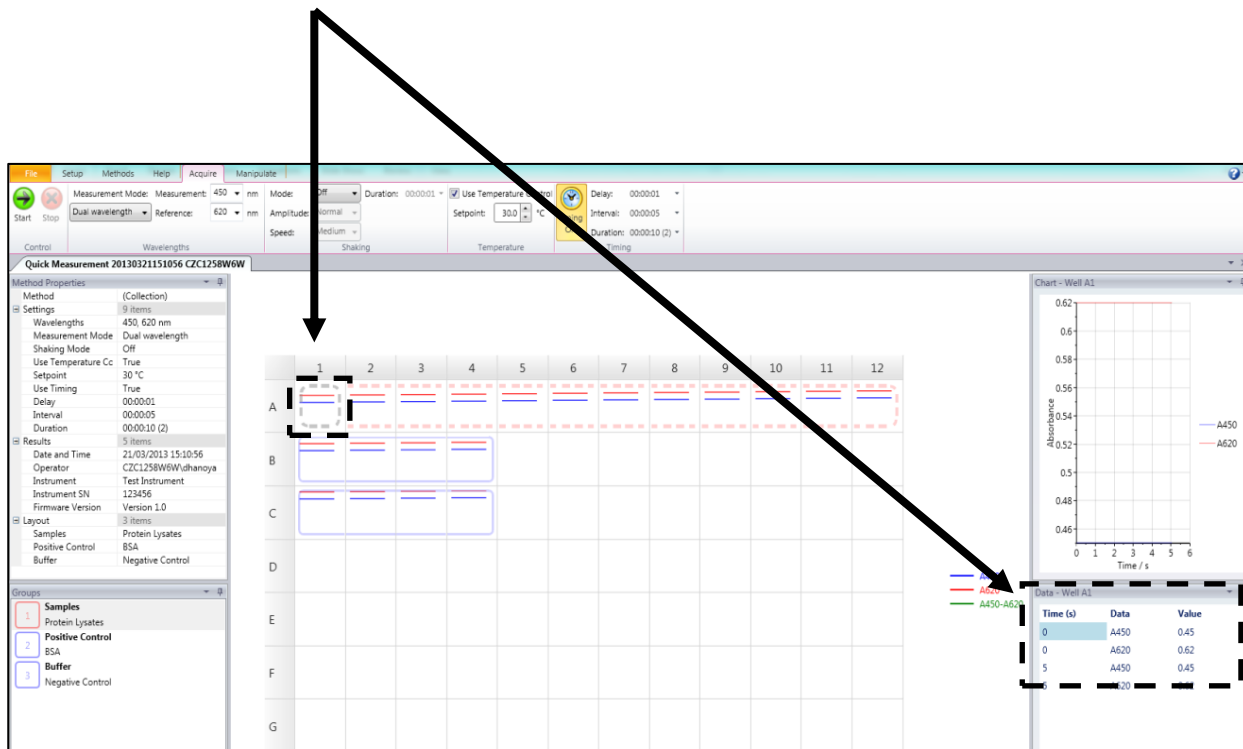 File Setup Methods Help Acquire Manipulate
Measurement Mode: Measurement: 450 nm Mode: Off Duration: 00:00:01 Use Temperature Control Delay: 00:00:01
Start Stop Dual wavelength Reference: 620 nm Amplitude: Normal Setpoint: 30.0 °C Interval: 00:00:05
Speed: Medium Duration: 00:00:10 (2)
Control Wavelengths Shaking Temperature Timing
Quick Measurement 20130321151056 CZC1258W6W
Method Properties
Method (Collection)
Settings 9 items
Wavelengths 450, 620 nm
Measurement Mode Dual wavelength
Shaking Mode Off
Use Temperature Cc True
Setpoint 30 °C
Use Timing True
Delay 00:00:01
Interval 00:00:05
Duration 00:00:10 (2)
Results 5 items
Date and Time 21/03/2013 15:10:56
Operator CZC1258W6W\dhanoya
Instrument Test Instrument
Instrument SN 123456
Firmware Version Version 1.0
Layout 3 items
Samples Protein Lysates
Positive Control BSA
Buffer Negative Control
Groups
1 Samples
Protein Lysates
2 Positive Control
BSA
3 Buffer
Negative Control
1 2 3 4 5 6 7 8 9 10 11 12
A
B
C
D
E
F
G
A620
A450-A620
Chart - Well A1
0.62
0.6
0.58
0.56
0.54
0.52
0.5
0.48
0.46
Absorbance
0 1 2 3 4 5 6
Time / s
A450
A620
Data - Well A1
Time (s) Data Value
0 A450 0.45
0 A620 0.62
5 A450 0.45
A620